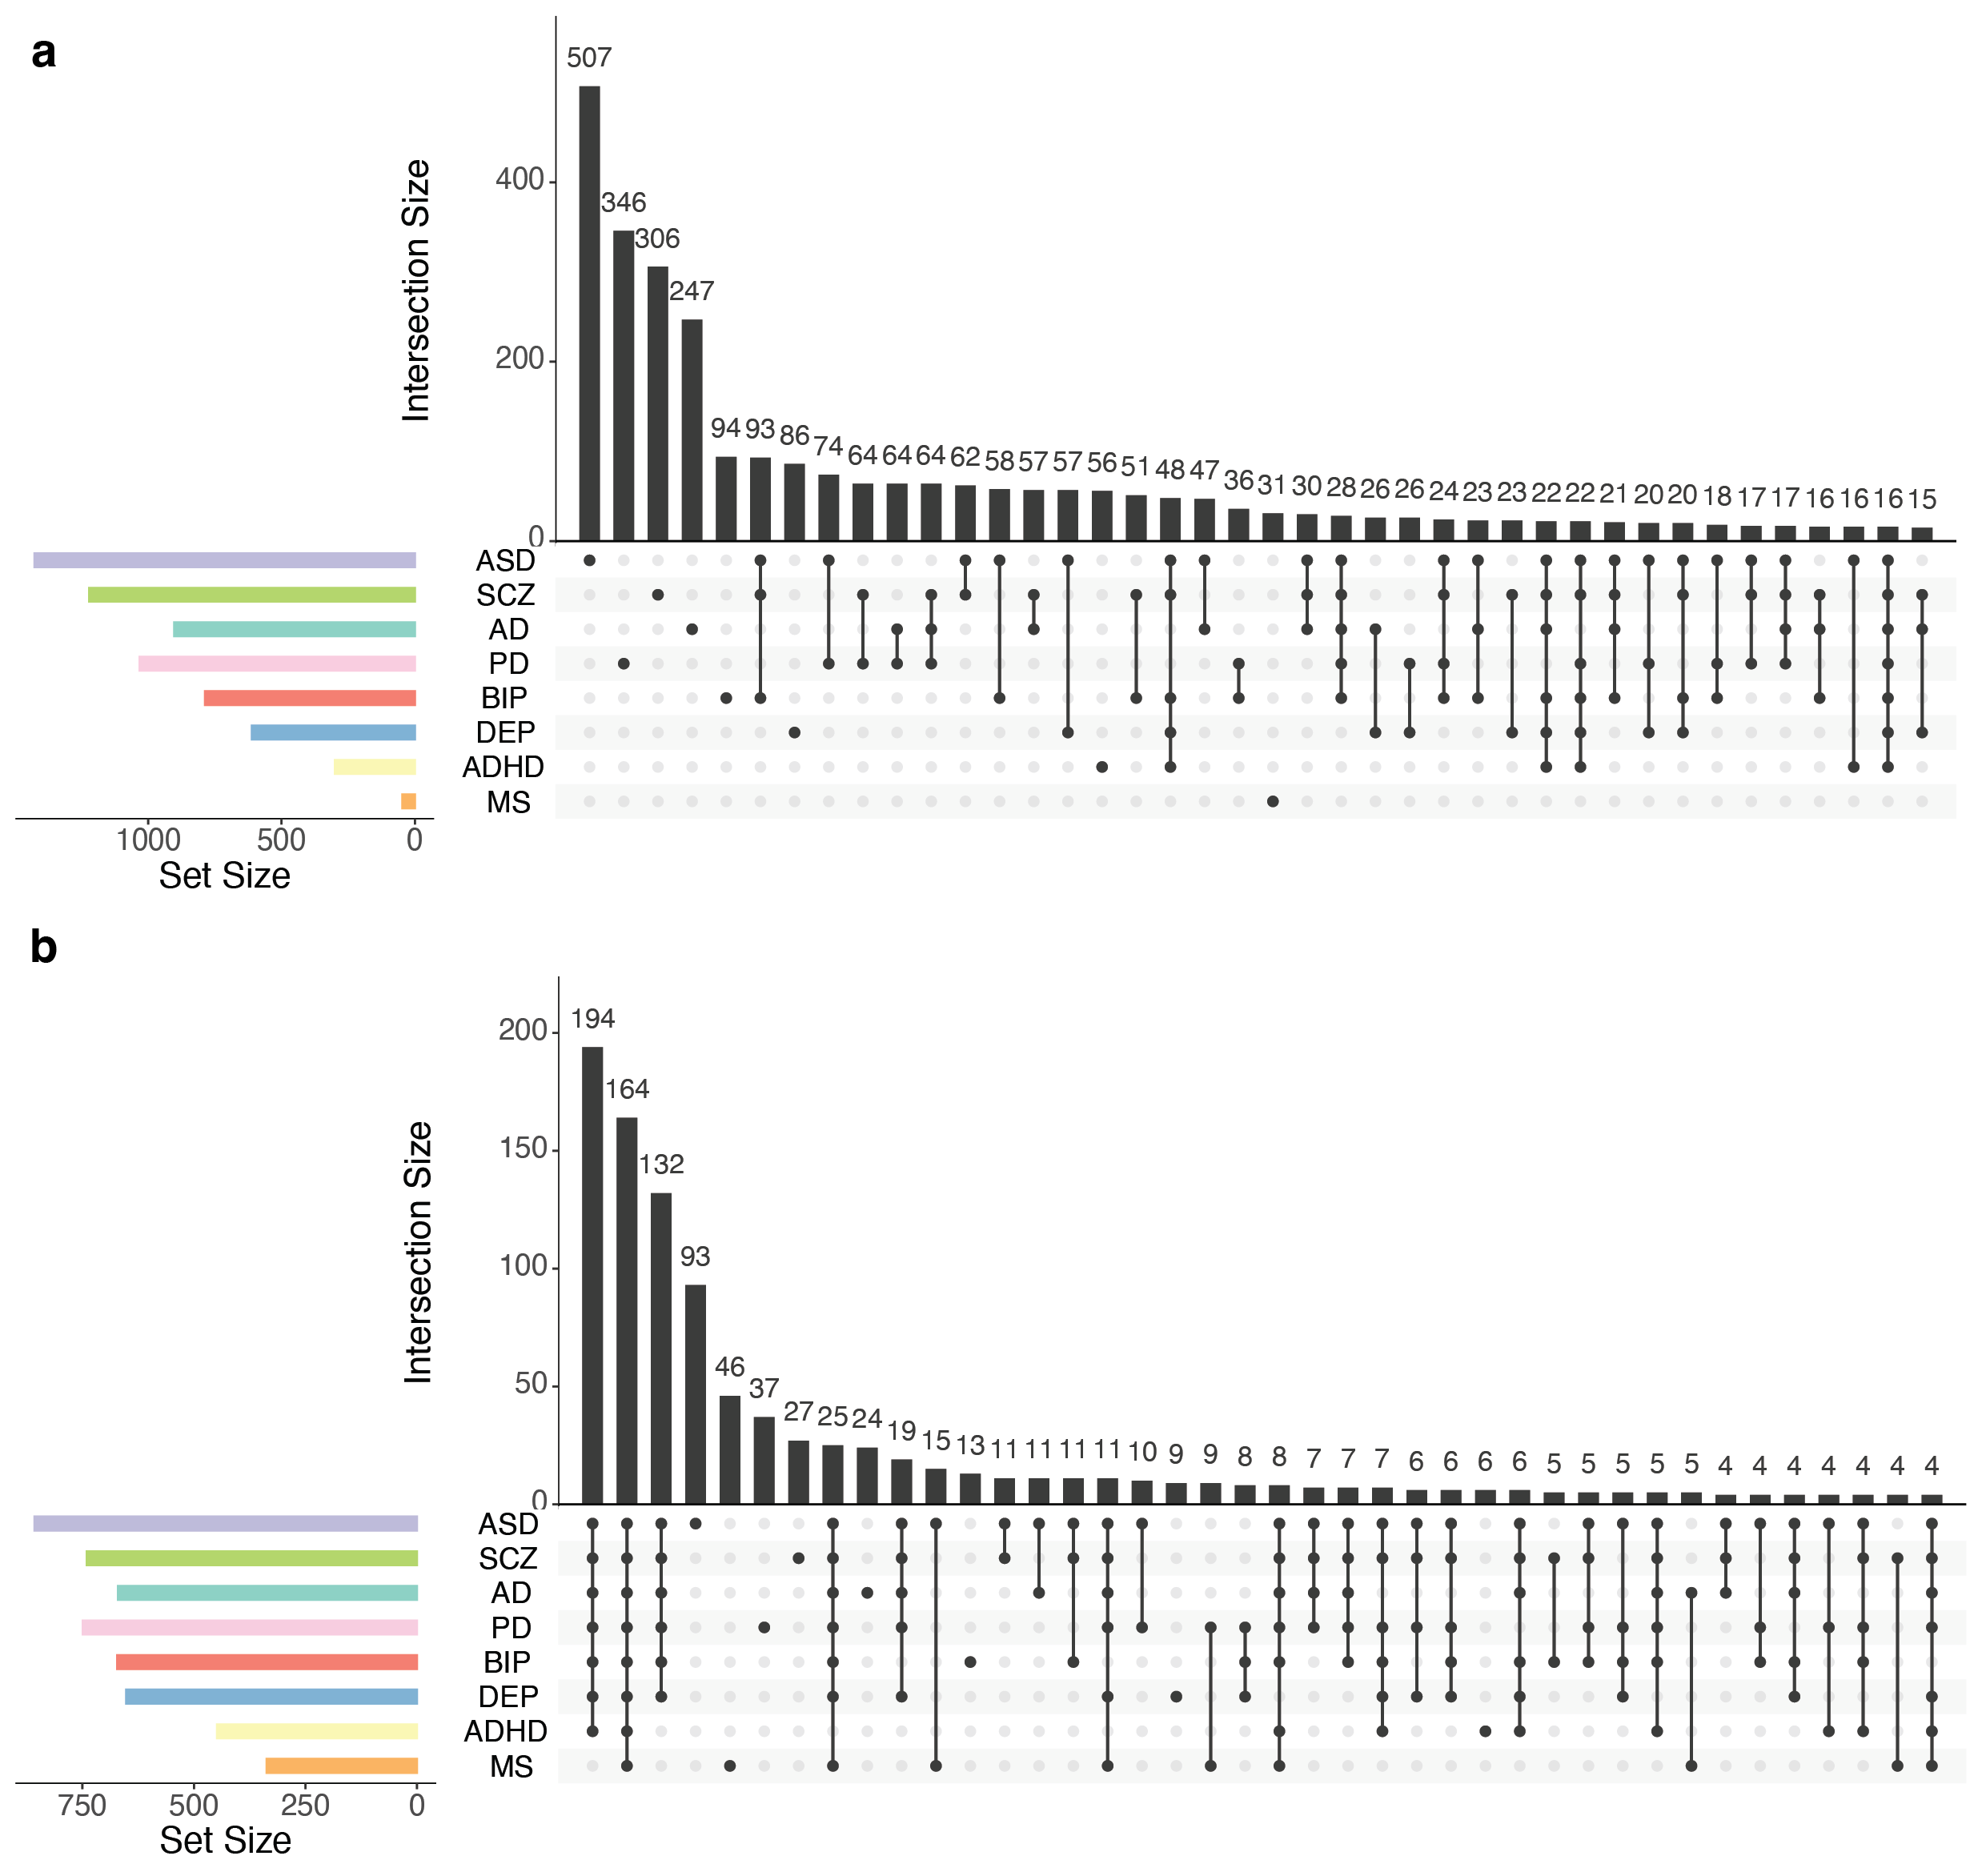 a
507
346
306
247
94 93 86 74 64 64 64 62 58 57 57 56 51 48 47 36 31 30 28 26 26 24 23 23 22 22 21 20 20 18 17 17 16 16 16 15
Intersection Size
400
200
0
ASD
SCZ
AD
PD
BIP
DEP
ADHD
MS
1000 500 0
Set Size
b
194
164
132
93
46
37
27 25 24 19 15 13 11 11 11 11 10 9 9 8 8 7 7 7 6 6 6 6 5 5 5 5 5 4 4 4 4 4 4 4
Intersection Size
200
150
100
50
0
ASD
SCZ
AD
PD
BIP
DEP
ADHD
MS
750 500 250 0
Set Size